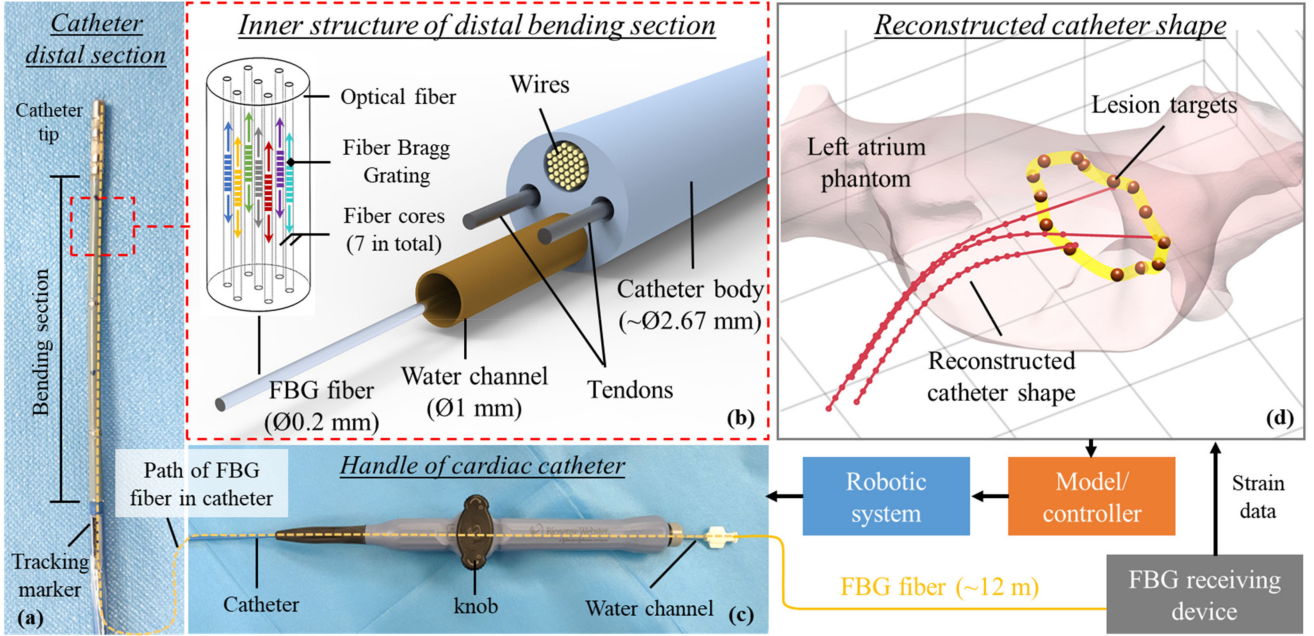 Catheter
distal section
Catheter
tip
Bending section
Tracking
marker
(a)
Inner structure of distal bending section
Optical fiber
Fiber Bragg
Grating
Fiber cores
(7 in total)
Wires
Catheter body
(~Ø2.67 mm)
Tendons
Water channel
(Ø1 mm)
FBG fiber
(Ø0.2 mm)
(b)
Path of FBG
fiber in catheter
Handle of cardiac catheter
Catheter
knob
Water channel
(c)
Reconstructed catheter shape
Lesion targets
Left atrium
phantom
Reconstructed
catheter shape
(d)
Robotic
system
Model/
controller
Strain
data
FBG fiber (~12 m)
FBG receiving
device